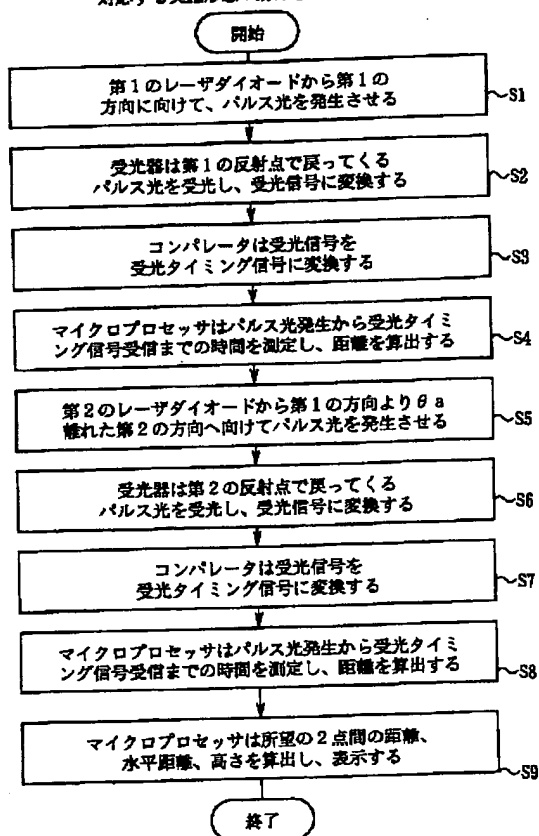 開始
第1のレーザダイオードから第1の
方向に向けて、パルス光を発生させる
S1
受光器は第1の反射点で戻ってくる
パルス光を受光し、受光信号に変換する
S2
コンパレータは受光信号を
受光タイミング信号に変換する
S3
マイクロプロセッサはパルス光発生から受光タイミ
ング信号受信までの時間を測定し、距離を算出する
S4
第2のレーザダイオードから第1の方向よりθa
離れた第2の方向へ向けてパルス光を発生させる
S5
受光器は第2の反射点で戻ってくる
パルス光を受光し、受光信号に変換する
S6
コンパレータは受光信号を
受光タイミング信号に変換する
S7
マイクロプロセッサはパルス光発生から受光タイミ
ング信号受信までの時間を測定し、距離を算出する
S8
マイクロプロセッサは所望の2点間の距離、
水平距離、高さを算出し、表示する
S9
終了